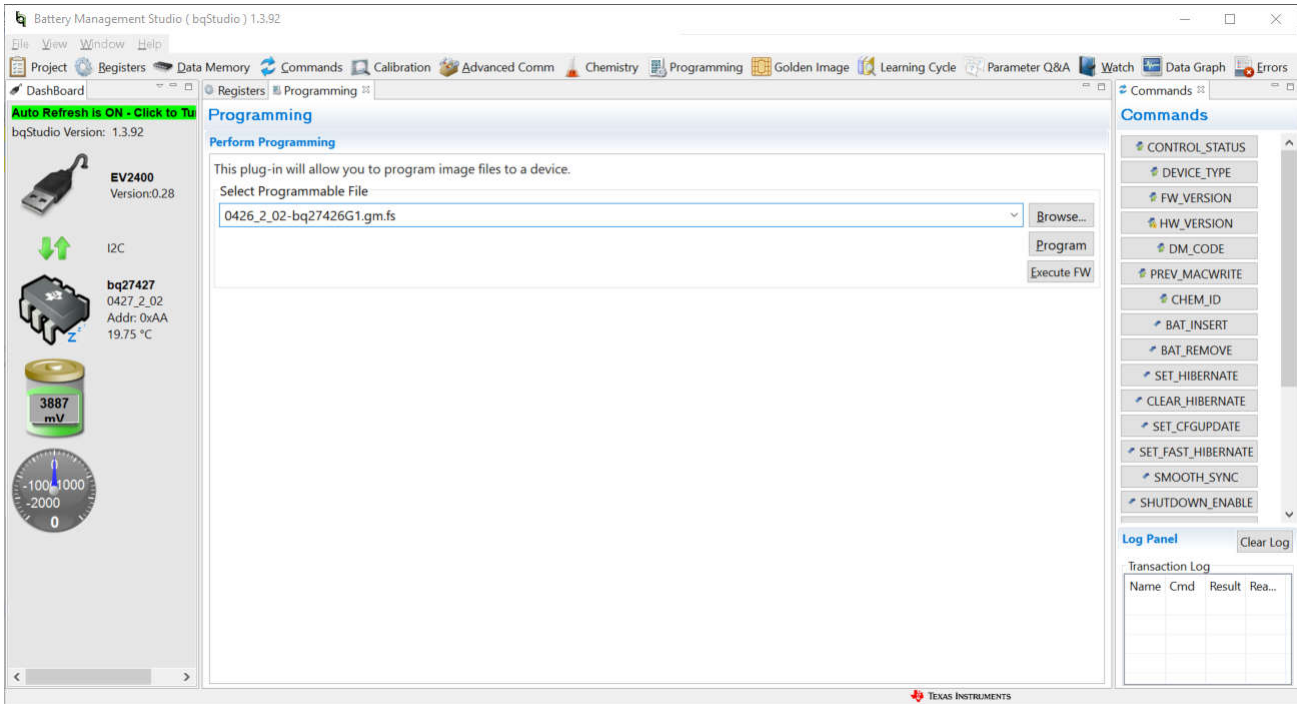 Battery Management Studio ( bqStudio ) 1.3.92
File View Window Help
Project Registers Data Memory Commands Calibration Advanced Comm Chemistry Programming Golden Image Learning Cycle Parameter Q&A Watch Data Graph Errors
DashBoard
Auto Refresh is ON - Click to Tu
bqStudio Version: 1.3.92
EV2400
Version:0.28
I2C
bq27427
0427_2_02
Addr: 0xAA
19.75 °C
Z
3887
mV
0
-100 1000
-2000
0
Registers Programming
Programming
Perform Programming
This plug-in will allow you to program image files to a device.
Select Programmable File
0426_2_02-bq27426G1.gm.fs
Browse...
Program
Execute FW
Commands
Commands
CONTROL_STATUS
DEVICE_TYPE
FW_VERSION
HW_VERSION
DM_CODE
PREV_MACWRITE
CHEM_ID
BAT_INSERT
BAT_REMOVE
SET_HIBERNATE
CLEAR_HIBERNATE
SET_CFGUPDATE
SET_FAST_HIBERNATE
SMOOTH_SYNC
SHUTDOWN_ENABLE
Log Panel Clear Log
Transaction Log
Name Cmd Result Rea...
TEXAS INSTRUMENTS